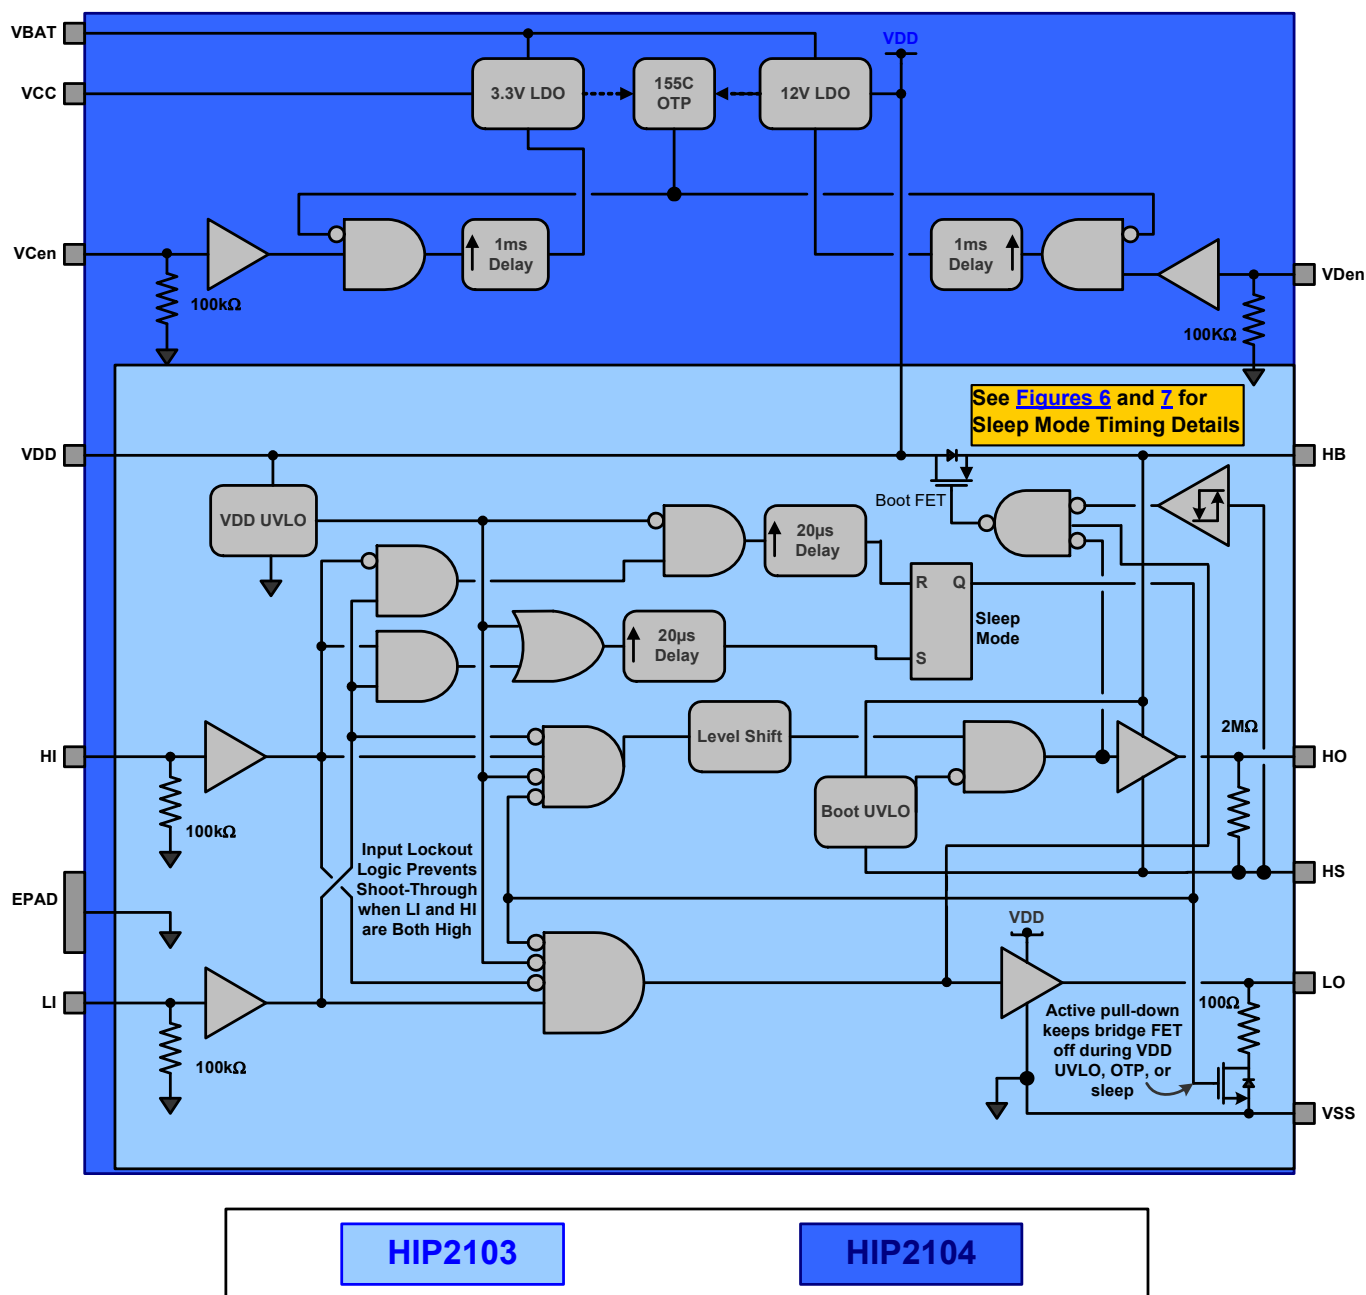 VBAT
VDD
VCC
3.3V LDO
155C
OTP
12V LDO
VCen
1ms
Delay
1ms
Delay
VDen
100kΩ
100KΩ
See Figures 6 and 7 for
Sleep Mode Timing Details
VDD
HB
Boot FET
VDD UVLO
20µs
Delay
R
Q
S
Sleep
Mode
20µs
Delay
Level Shift
2MΩ
HI
HO
Boot UVLO
100kΩ
Input Lockout
Logic Prevents
Shoot-Through
when LI and HI
are Both High
EPAD
HS
VDD
LI
LO
100Ω
Active pull-down
keeps bridge FET
off during VDD
UVLO, OTP, or
sleep
100kΩ
VSS
HIP2103
HIP2104